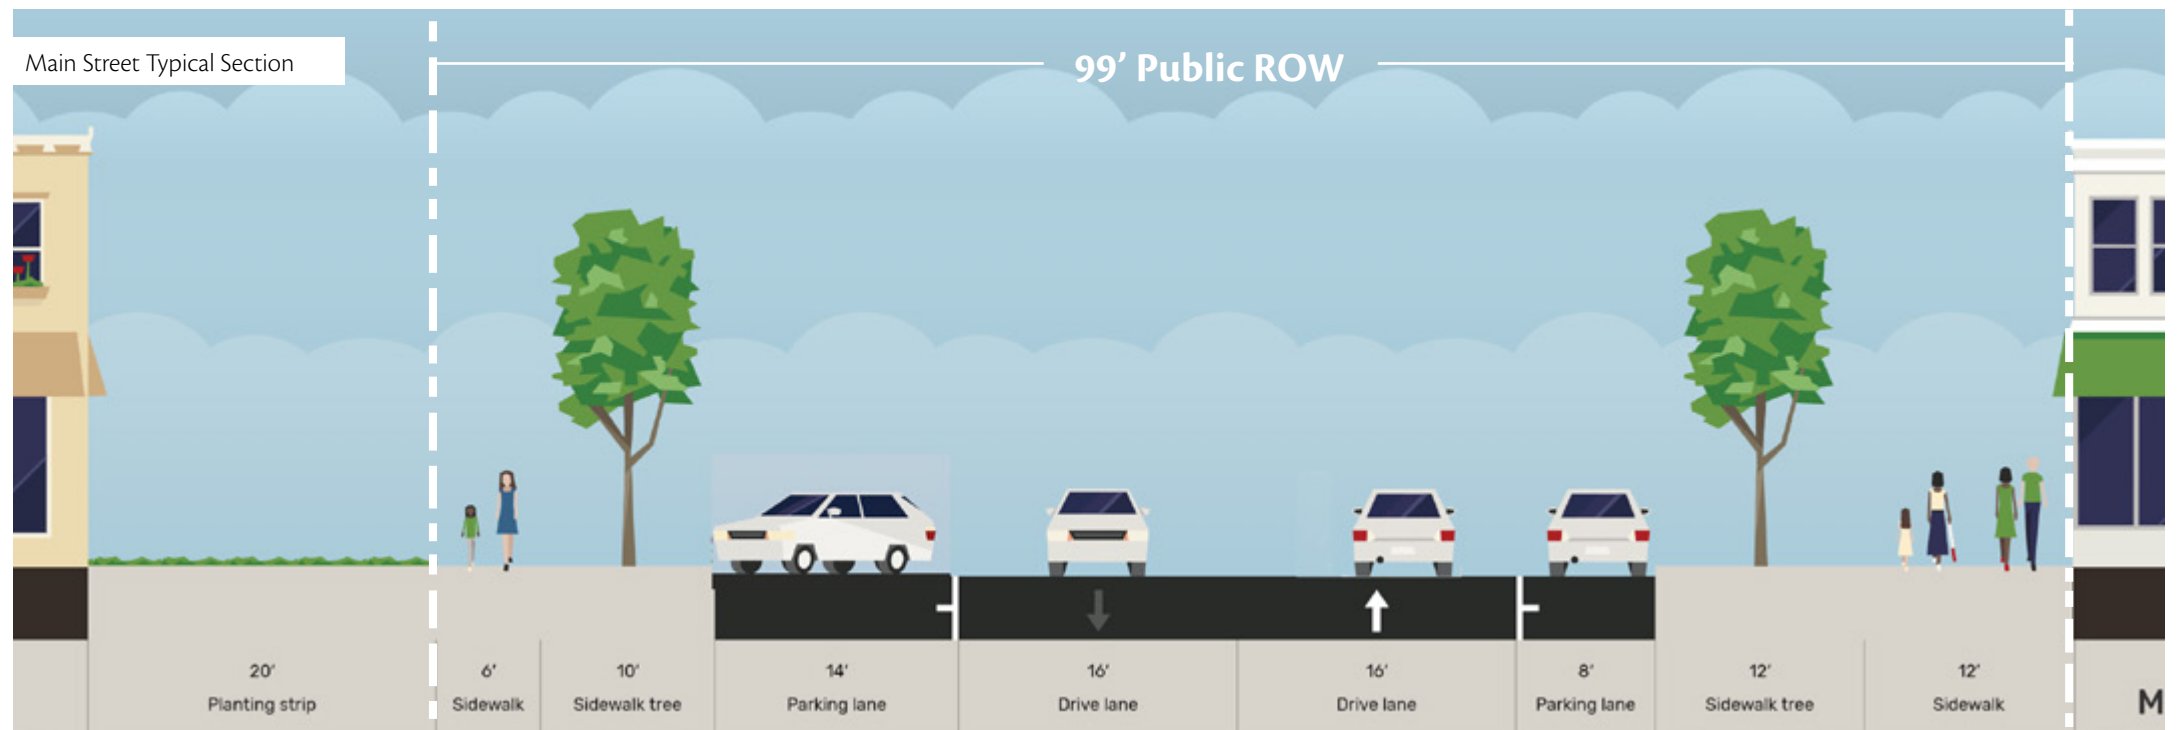 Main Street Typical Section
99’ Public ROW
20'
Planting strip
6'
Sidewalk
10'
Sidewalk tree
14'
Parking lane
16'
Drive lane
16'
Drive lane
8'
Parking lane
12'
Sidewalk tree
12'
Sidewalk
M